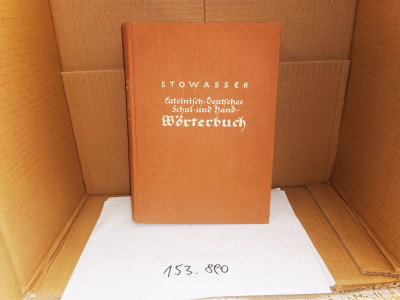 STOWASSER
Lateinisch-Deutsches
Schul- und Hand-
Wörterbuch
153.890